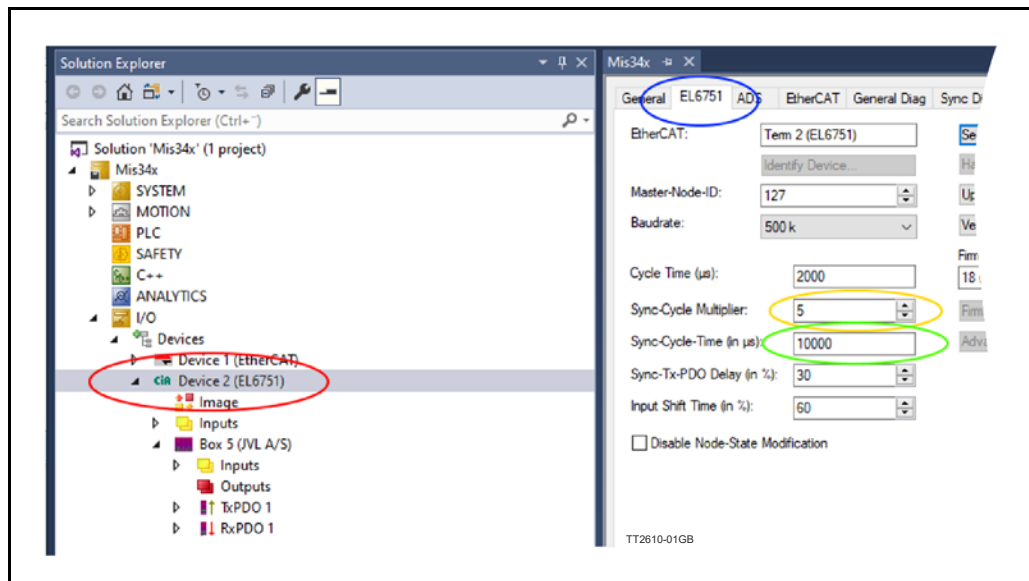 Solution Explorer
Search Solution Explorer (Ctrl+¨)
Solution 'Mis34x' (1 project)
Mis34x
SYSTEM
MOTION
PLC
SAFETY
C++
ANALYTICS
I/O
Devices
Device 1 (EtherCAT)
CiA Device 2 (EL6751)
Image
Inputs
Box 5 (JVL A/S)
Inputs
Outputs
TxPDO 1
RxPDO 1
Mis34x
General EL6751 ADS EtherCAT General Diag Sync
EtherCAT: Term 2 (EL6751)
Identify Device...
Master-Node-ID: 127
Baudrate: 500 k
Cycle Time (µs): 2000 18
Sync-Cycle Multiplier: 5
Sync-Cycle-Time (in µs): 10000
Sync-Tx-PDO Delay (in %): 30
Input Shift Time (in %): 60
Disable Node-State Modification
TT2610-01GB